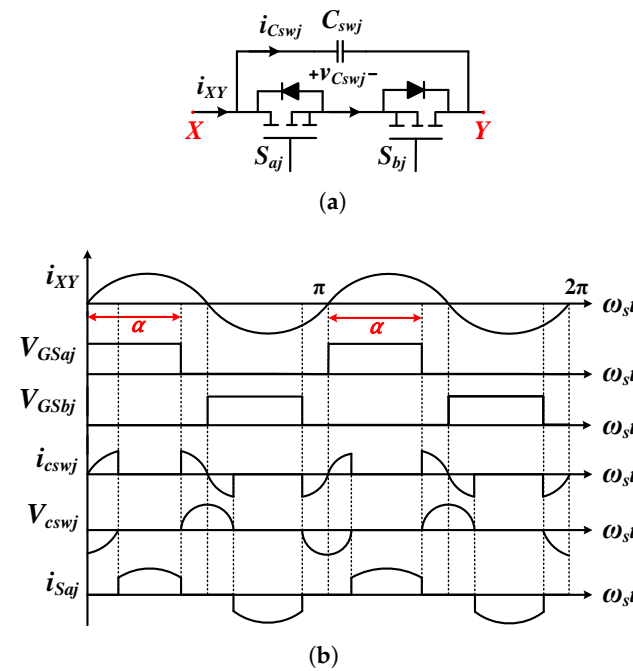 i_Cswj C_swj
+v_Cswj−
i_XY
X Y
S_aj S_bj
(a)
i_XY π 2π ω_st
α α
V_GSaj ω_st
V_GSbj ω_st
i_cswj ω_st
V_cswj ω_st
i_Saj ω_st
(b)